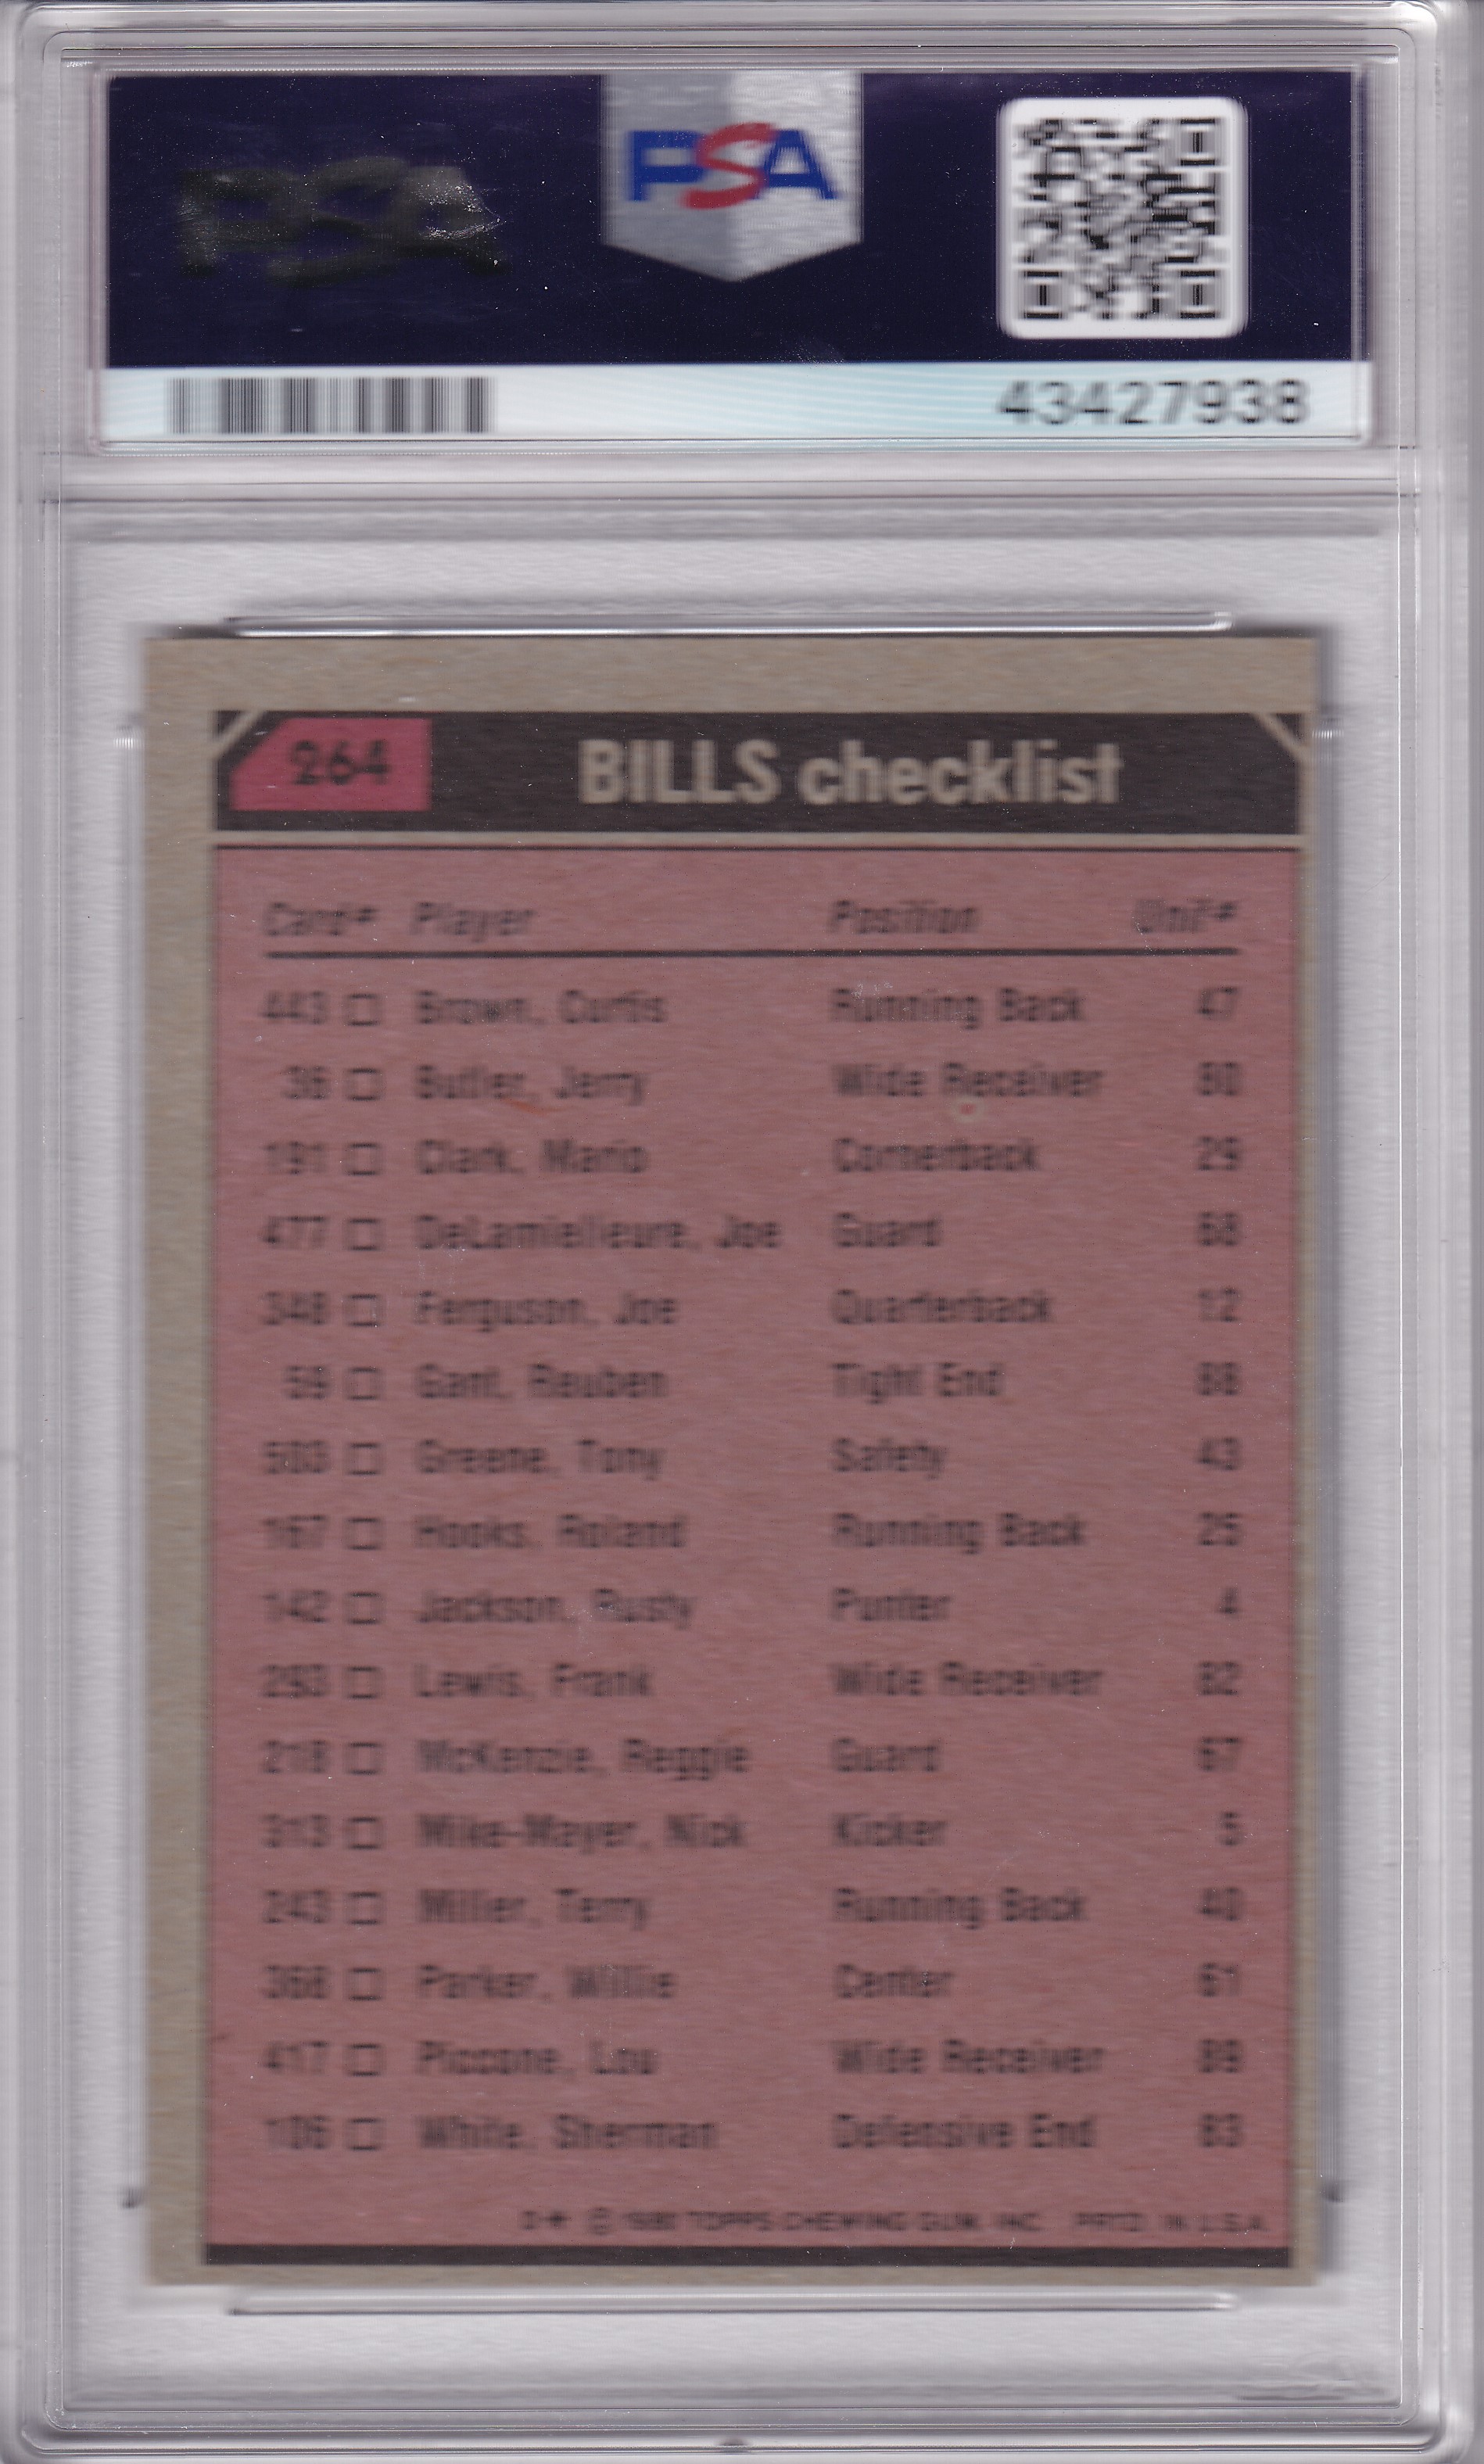 PSA
PSA
43427938
264 BILLS checklist
Card# Player Position Unif#
443 □ Brown, Curtis Running Back 47
36 □ Butler, Jerry Wide Receiver 80
191 □ Clark, Mario Cornerback 29
477 □ DeLamielleure, Joe Guard 68
348 □ Ferguson, Joe Quarterback 12
59 □ Gant, Reuben Tight End 88
503 □ Greene, Tony Safety 43
167 □ Hooks, Roland Running Back 25
142 □ Jackson, Rusty Punter 4
293 □ Lewis, Frank Wide Receiver 82
218 □ McKenzie, Reggie Guard 67
313 □ Mike-Mayer, Nick Kicker 5
243 □ Miller, Terry Running Back 40
368 □ Parker, Willie Center 61
417 □ Piccone, Lou Wide Receiver 89
106 □ White, Sherman Defensive End 83
D* © 1980 TOPPS CHEWING GUM, INC. PRTD. IN U.S.A.